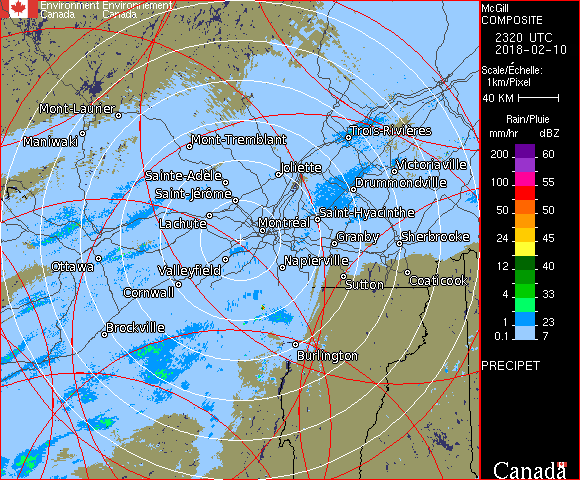 Environment Environnement
Canada Canada
McGill
COMPOSITE
2320 UTC
2018-02-10
Scale/Échelle:
1km/Pixel
40 KM
Rain/Pluie
mm/hr dBZ
200 60
100 55
50 50
24 45
12 40
4 33
1 23
0.1 7
PRECIPET
Canada
Mont-Laurier
Maniwaki
Mont-Tremblant
Trois-Rivières
Sainte-Adèle
Joliette
Victoriaville
Saint-Jérôme
Drummondville
Lachute
Montréal
Saint-Hyacinthe
Granby
Sherbrooke
Ottawa
Valleyfield
Napierville
Cornwall
Sutton
Coaticook
Brockville
Burlington